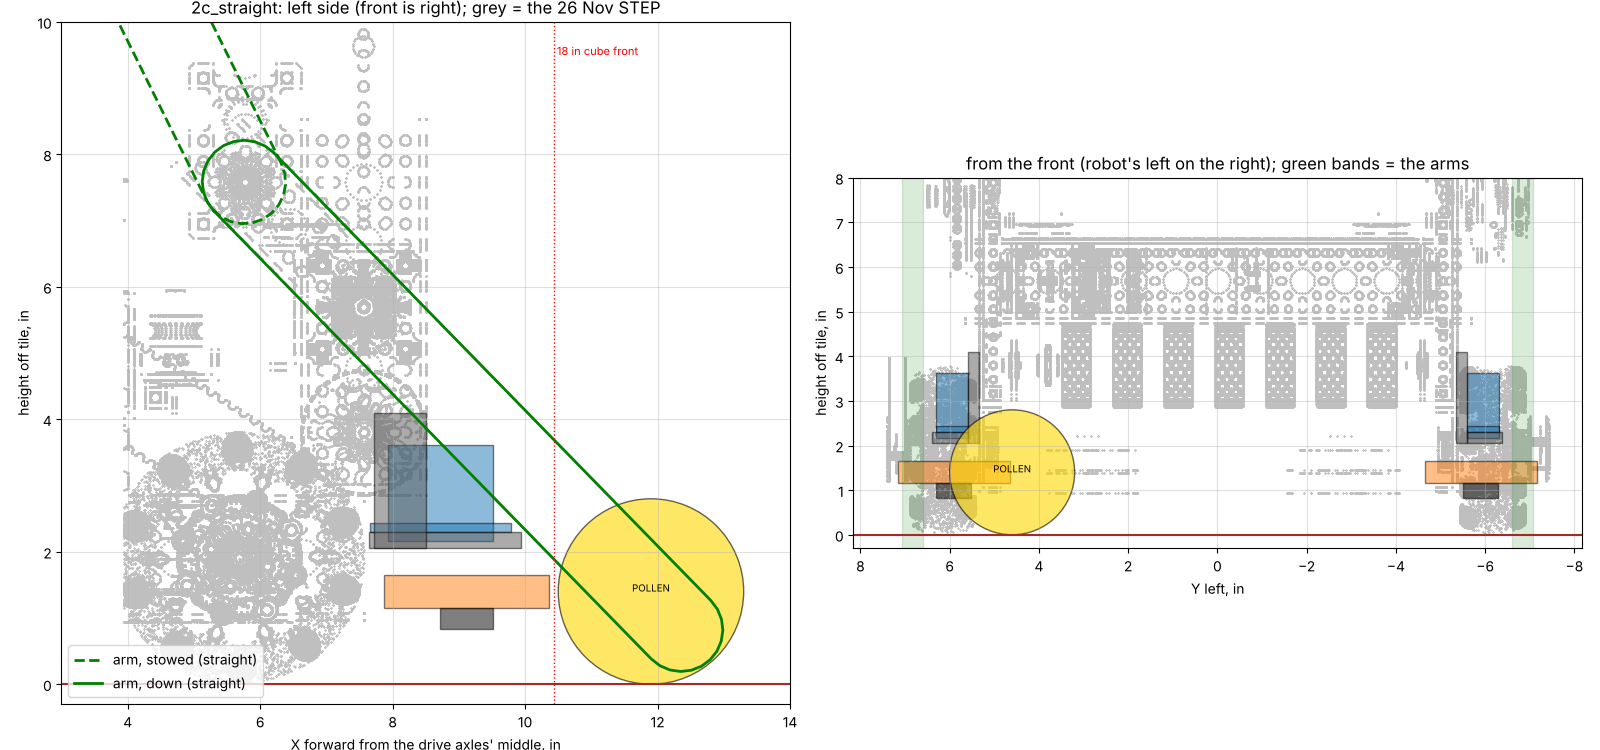 2c_straight: left side (front is right); grey = the 26 Nov STEP
10
18 in cube front
8
6
height off tile, in
4
2
POLLEN
arm, stowed (straight)
arm, down (straight)
0
4
6
8
10
12
14
X forward from the drive axles' middle, in
from the front (robot's left on the right); green bands = the arms
8
7
6
5
height off tile, in
4
3
2
POLLEN
1
0
8
6
4
2
0
−2
−4
−6
−8
Y left, in